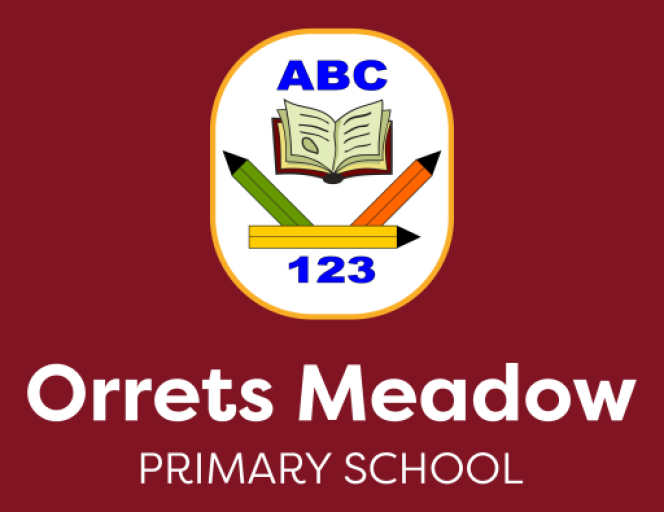 ABC
123
Orrets Meadow
PRIMARY SCHOOL